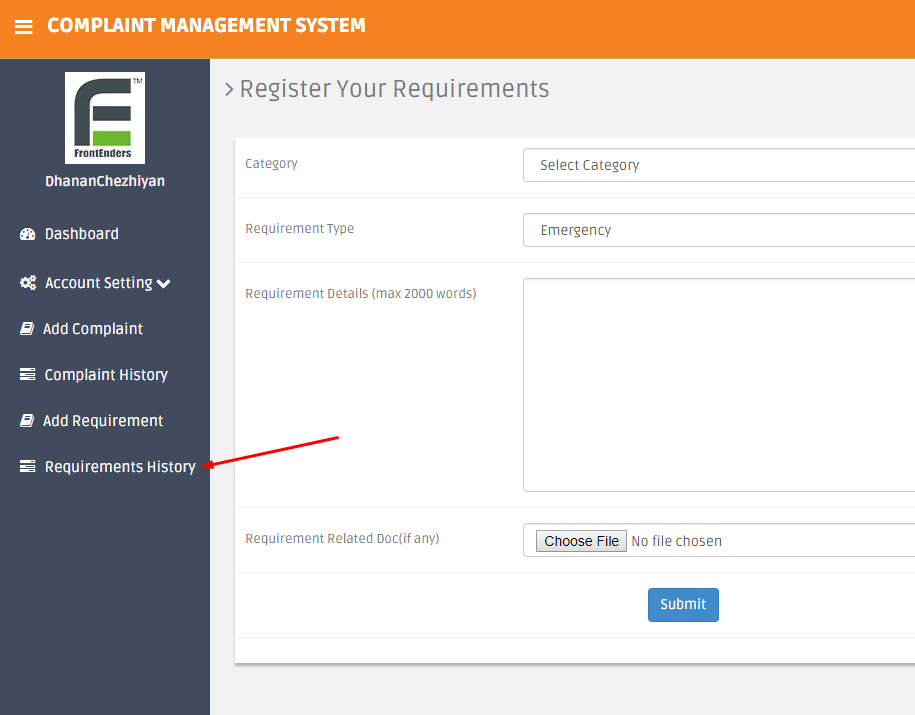 COMPLAINT MANAGEMENT SYSTEM
TM
FrontEnders
DhananChezhiyan
Dashboard
Account Setting
Add Complaint
Complaint History
Add Requirement
Requirements History
Register Your Requirements
Category
Select Category
Requirement Type
Emergency
Requirement Details (max 2000 words)
Requirement Related Doc(if any)
Choose File No file chosen
Submit